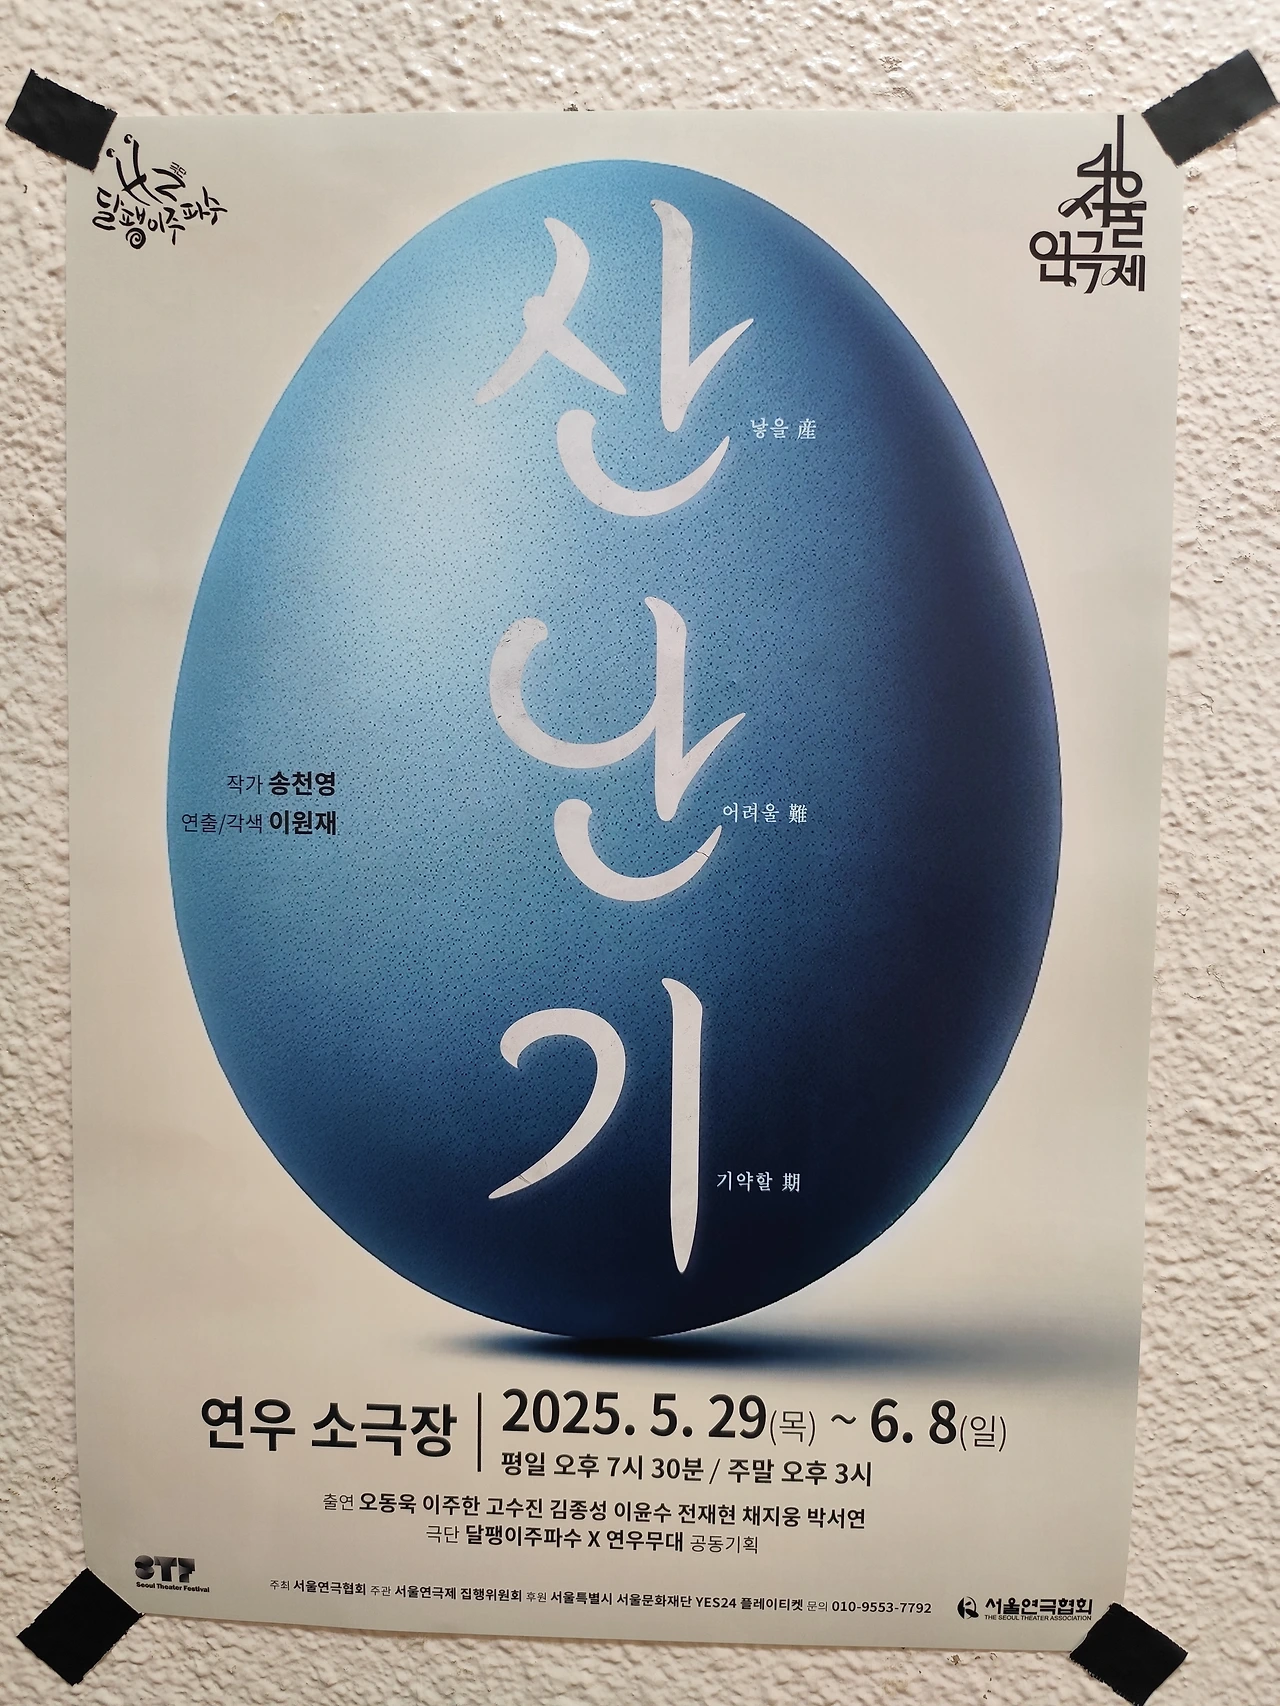 극단
달팽이주파수
서울
연극제
산
낳을 産
난
어려울 難
기
기약할 期
작가 송천영
연출/각색 이원재
연우 소극장
2025. 5. 29(목) ~ 6. 8(일)
평일 오후 7시 30분 / 주말 오후 3시
출연 오동욱 이주한 고수진 김종성 이윤수 전재현 채지웅 박서연
극단 달팽이주파수 X 연우무대 공동기획
STF
Seoul Theater Festival
주최 서울연극협회 주관 서울연극제 집행위원회 후원 서울특별시 서울문화재단 YES24 플레이티켓 문의 010-9553-7792
서울연극협회
THE SEOUL THEATER ASSOCIATION